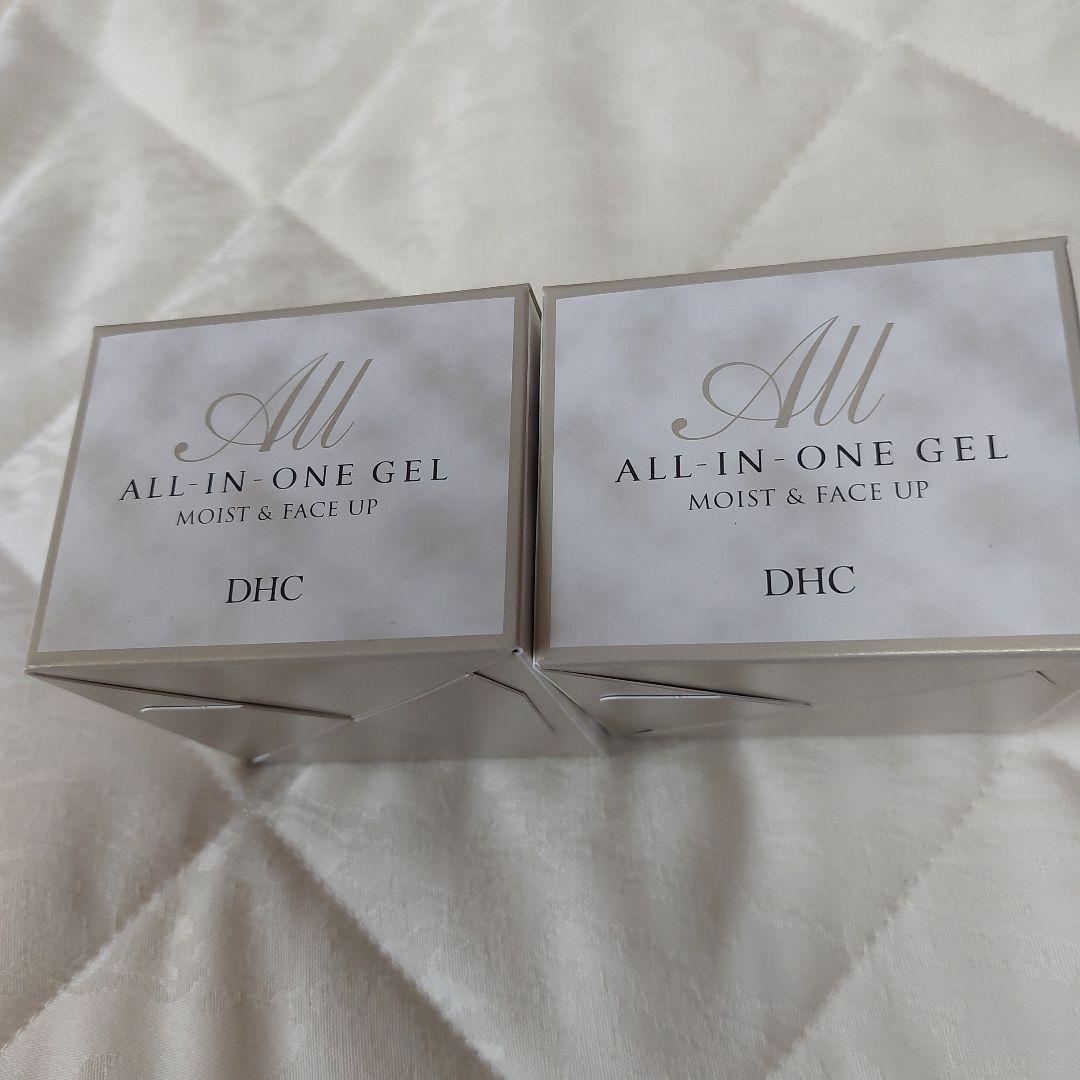 All
ALL-IN-ONE GEL
MOIST & FACE UP
DHC
All
ALL-IN-ONE GEL
MOIST & FACE UP
DHC